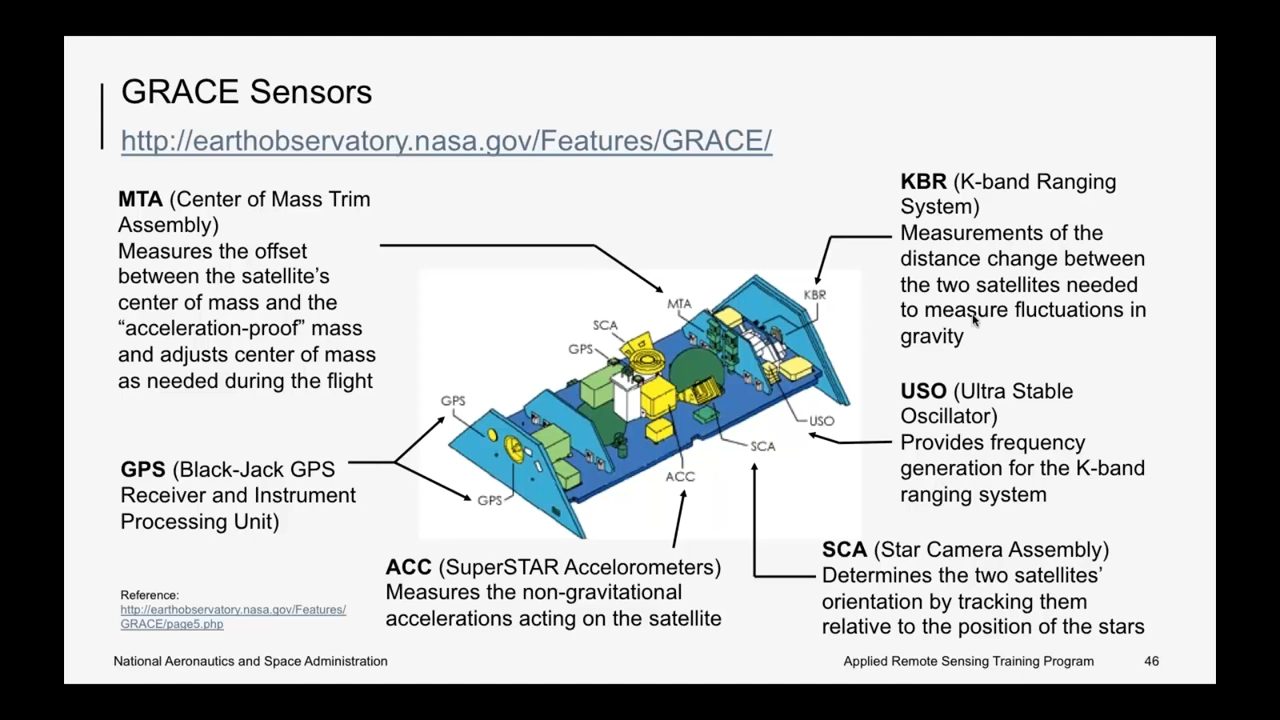 GRACE Sensors
http://earthobservatory.nasa.gov/Features/GRACE/
MTA (Center of Mass Trim
Assembly)
Measures the offset
between the satellite's
center of mass and the
“acceleration-proof” mass
and adjusts center of mass
as needed during the flight
KBR (K-band Ranging
System)
Measurements of the
distance change between
the two satellites needed
to measure fluctuations in
gravity
MTA
KBR
SCA
GPS
GPS
USO
SCA
ACC
GPS
USO (Ultra Stable
Oscillator)
Provides frequency
generation for the K-band
ranging system
GPS (Black-Jack GPS
Receiver and Instrument
Processing Unit)
ACC (SuperSTAR Accelorometers)
Measures the non-gravitational
accelerations acting on the satellite
SCA (Star Camera Assembly)
Determines the two satellites’
orientation by tracking them
relative to the position of the stars
Reference:
http://earthobservatory.nasa.gov/Features/
GRACE/page5.php
National Aeronautics and Space Administration
Applied Remote Sensing Training Program
46